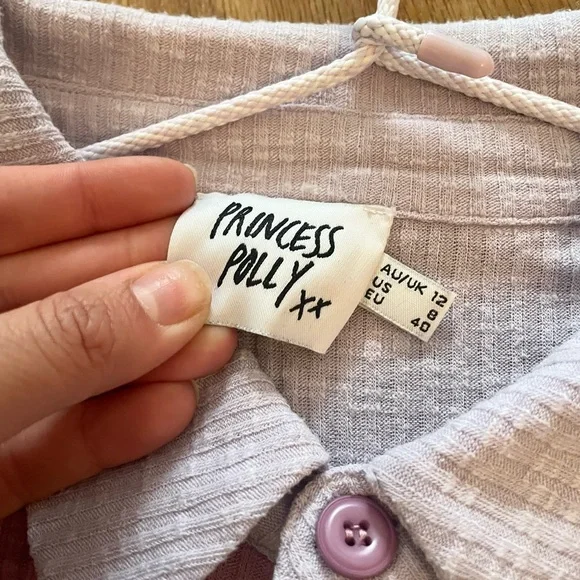 PRINCESS
POLLY
xx
AU/UK 12
US 8
EU 40